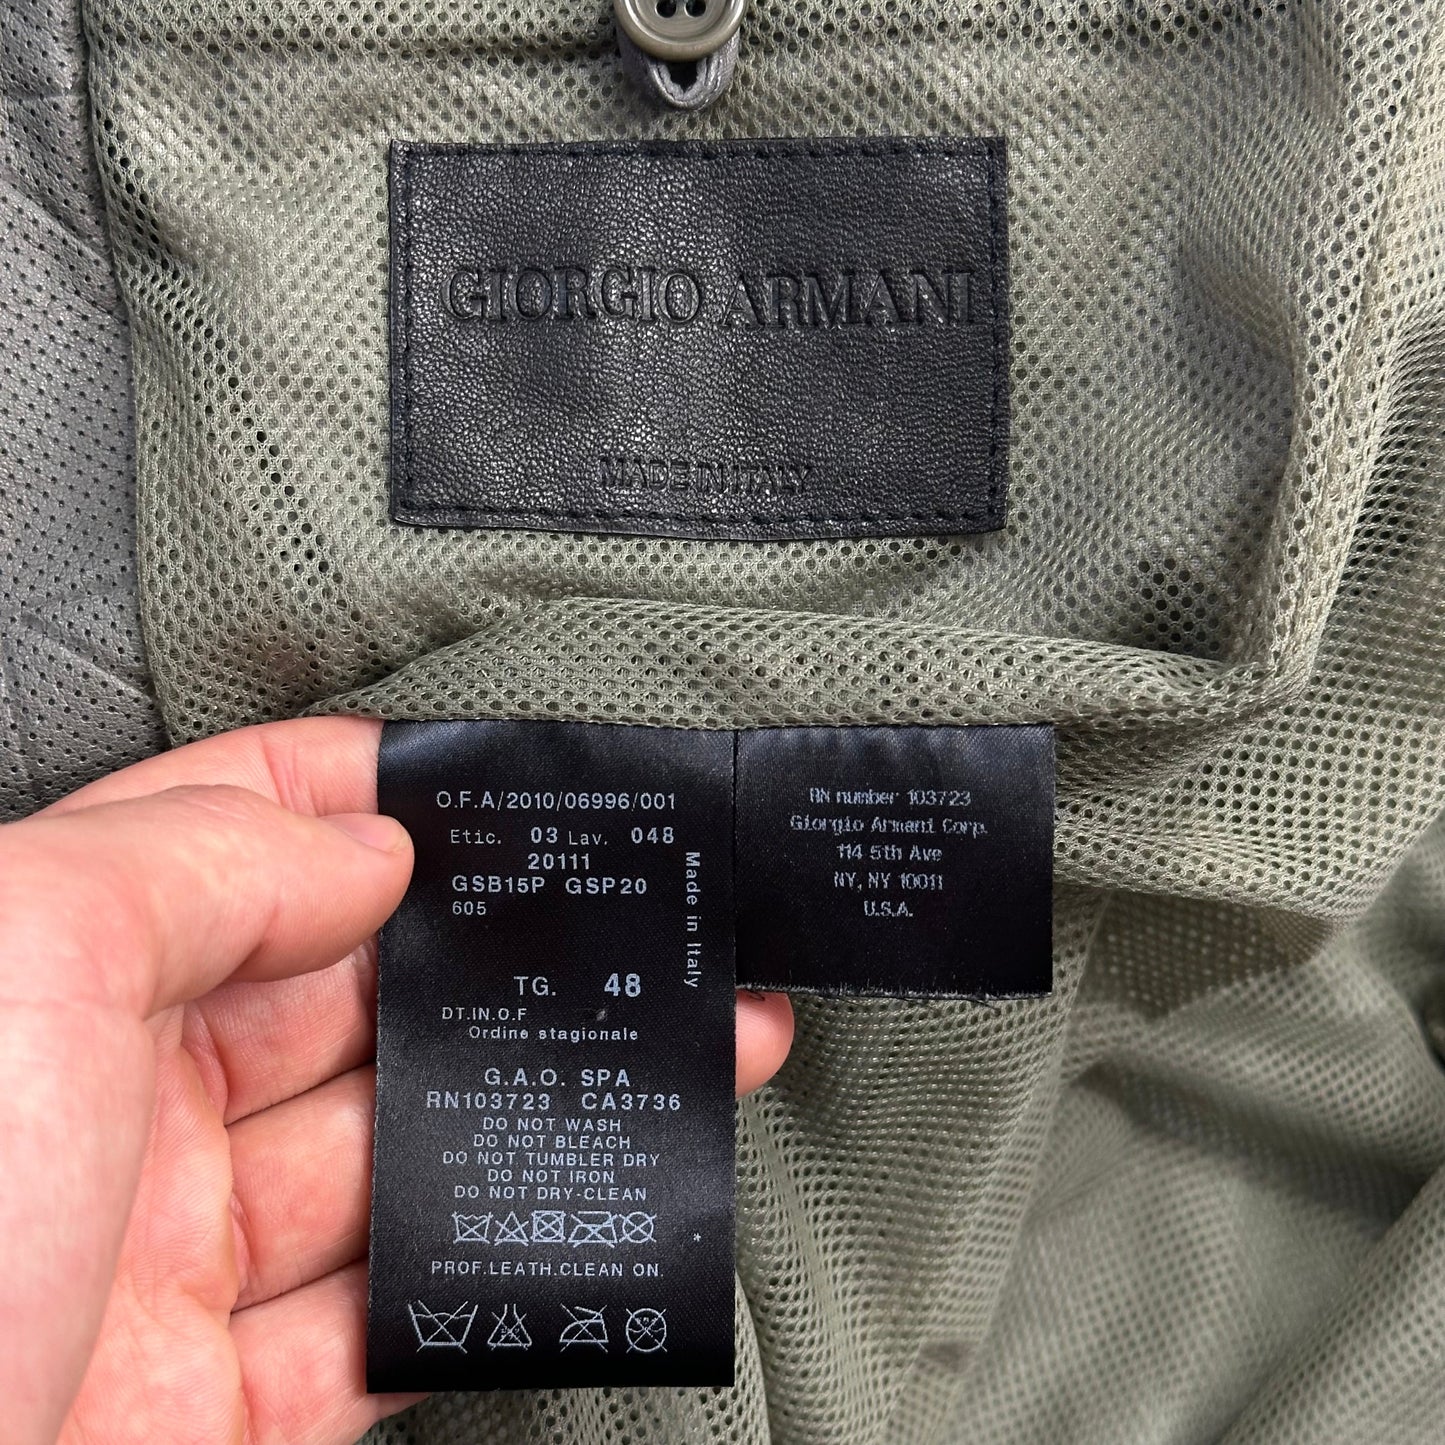 GIORGIO ARMANI
MADE IN ITALY
O.F.A/2010/06996/001
Etic. 03 Lav. 048
20111
GSB15P GSP20
605
Made in Italy
TG. 48
DT.IN.O.F
Ordine stagionale
G.A.O. SPA
RN103723 CA3736
DO NOT WASH
DO NOT BLEACH
DO NOT TUMBLER DRY
DO NOT IRON
DO NOT DRY-CLEAN
*
PROF.LEATH.CLEAN ON.
RN number 103723
Giorgio Armani Corp.
114 5th Ave
NY, NY 10011
U.S.A.